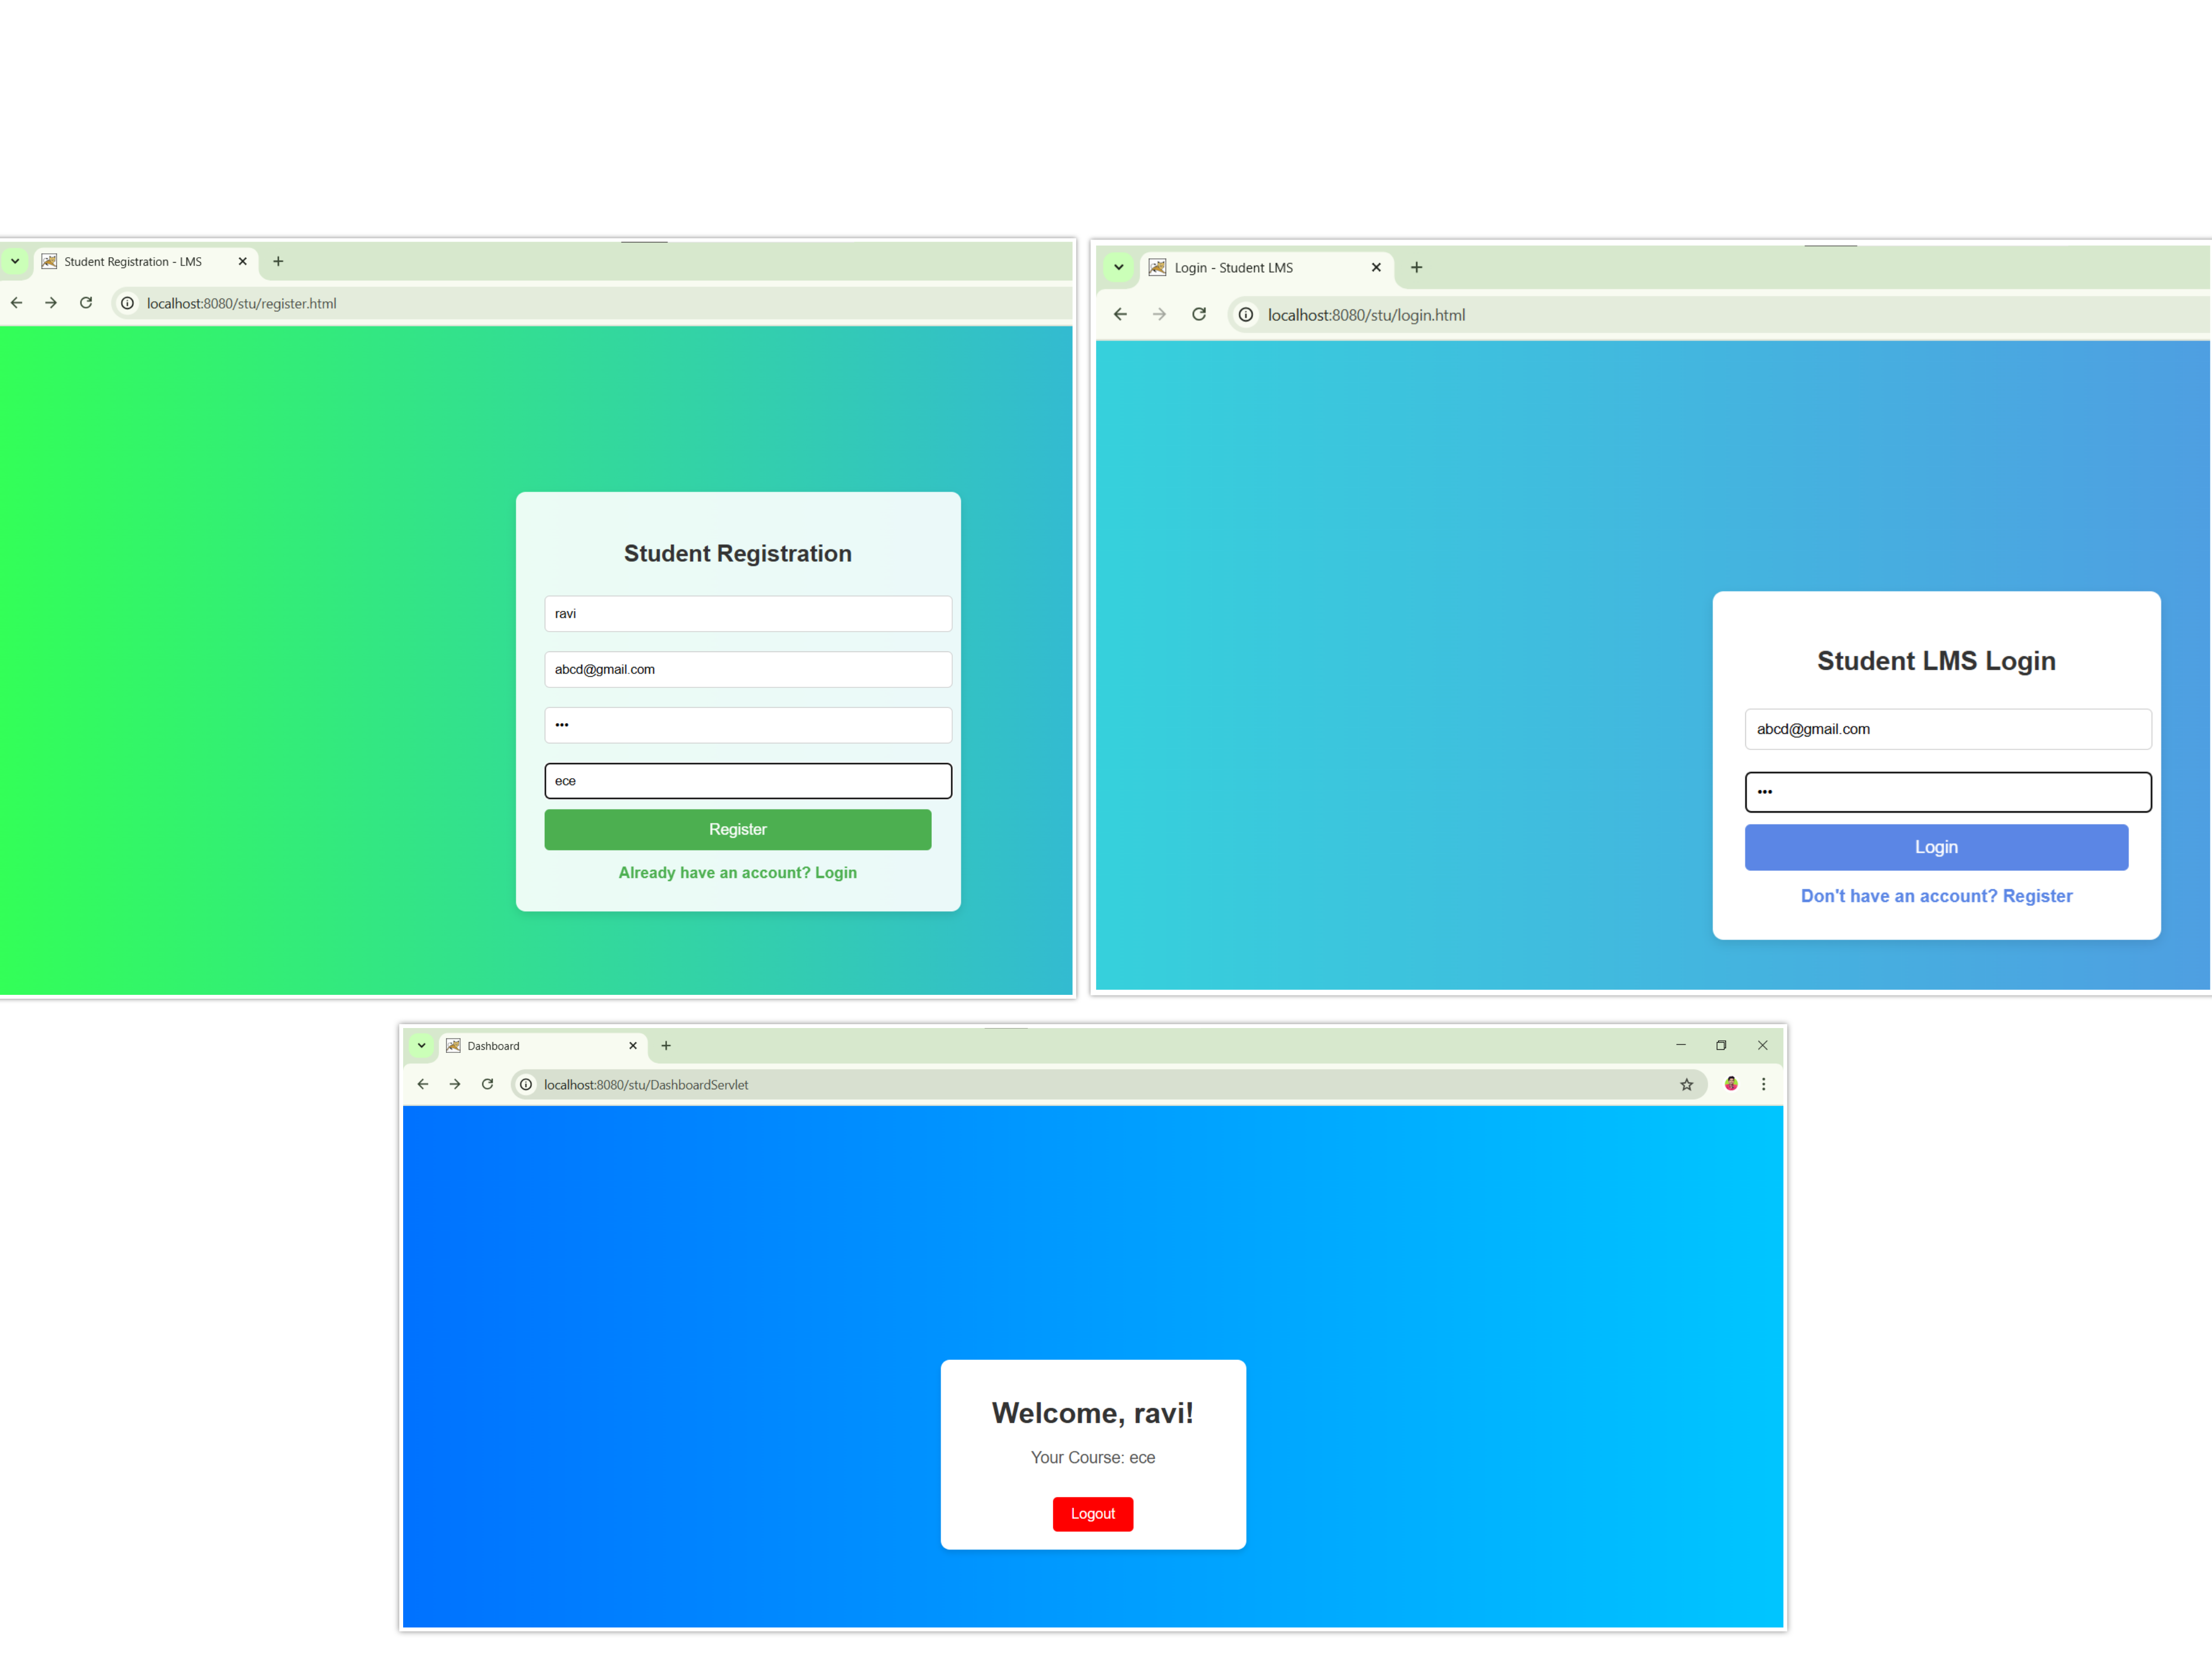 Student Registration - LMS
localhost:8080/stu/register.html
Student Registration
ravi
abcd@gmail.com
•••
ece
Register
Already have an account? Login
Login - Student LMS
localhost:8080/stu/login.html
Student LMS Login
abcd@gmail.com
•••
Login
Don't have an account? Register
Dashboard
localhost:8080/stu/DashboardServlet
Welcome, ravi!
Your Course: ece
Logout